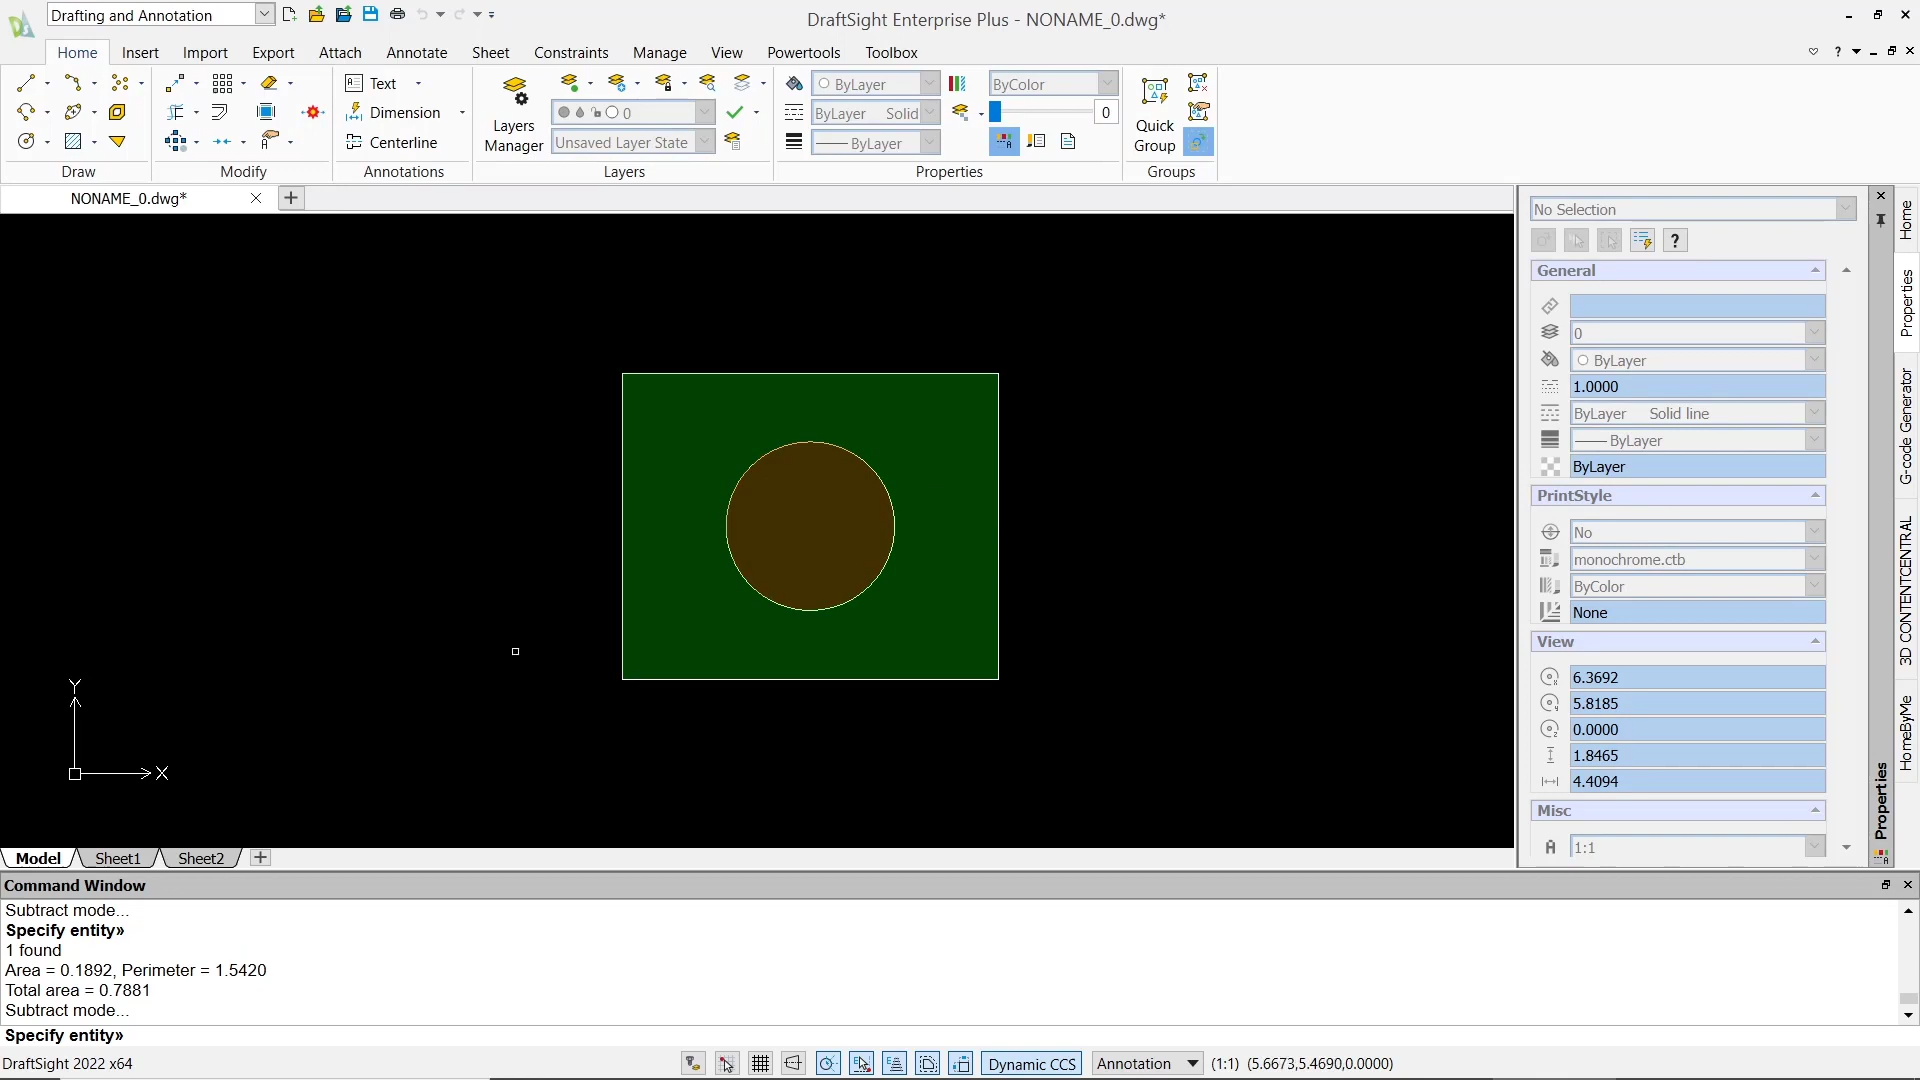 Drafting and Annotation
DraftSight Enterprise Plus - NONAME_0.dwg*
Home Insert Import Export Attach Annotate Sheet Constraints Manage View Powertools Toolbox
Text
Dimension
Centerline
Layers
Manager
0
Unsaved Layer State
ByLayer
ByLayer Solid
ByLayer
ByColor
0
Quick
Group
Draw Modify Annotations Layers Properties Groups
NONAME_0.dwg*
No Selection
General
0
ByLayer
1.0000
ByLayer Solid line
ByLayer
ByLayer
PrintStyle
No
monochrome.ctb
ByColor
None
View
6.3692
5.8185
0.0000
1.8465
4.4094
Misc
1:1
Properties
Home
Properties
G-code Generator
3D CONTENTCENTRAL
HomeByMe
Y
X
Model Sheet1 Sheet2
Command Window
Subtract mode...
Specify entity»
1 found
Area = 0.1892, Perimeter = 1.5420
Total area = 0.7881
Subtract mode...
Specify entity»
DraftSight 2022 x64
Dynamic CCS Annotation (1:1) (5.6673,5.4690,0.0000)